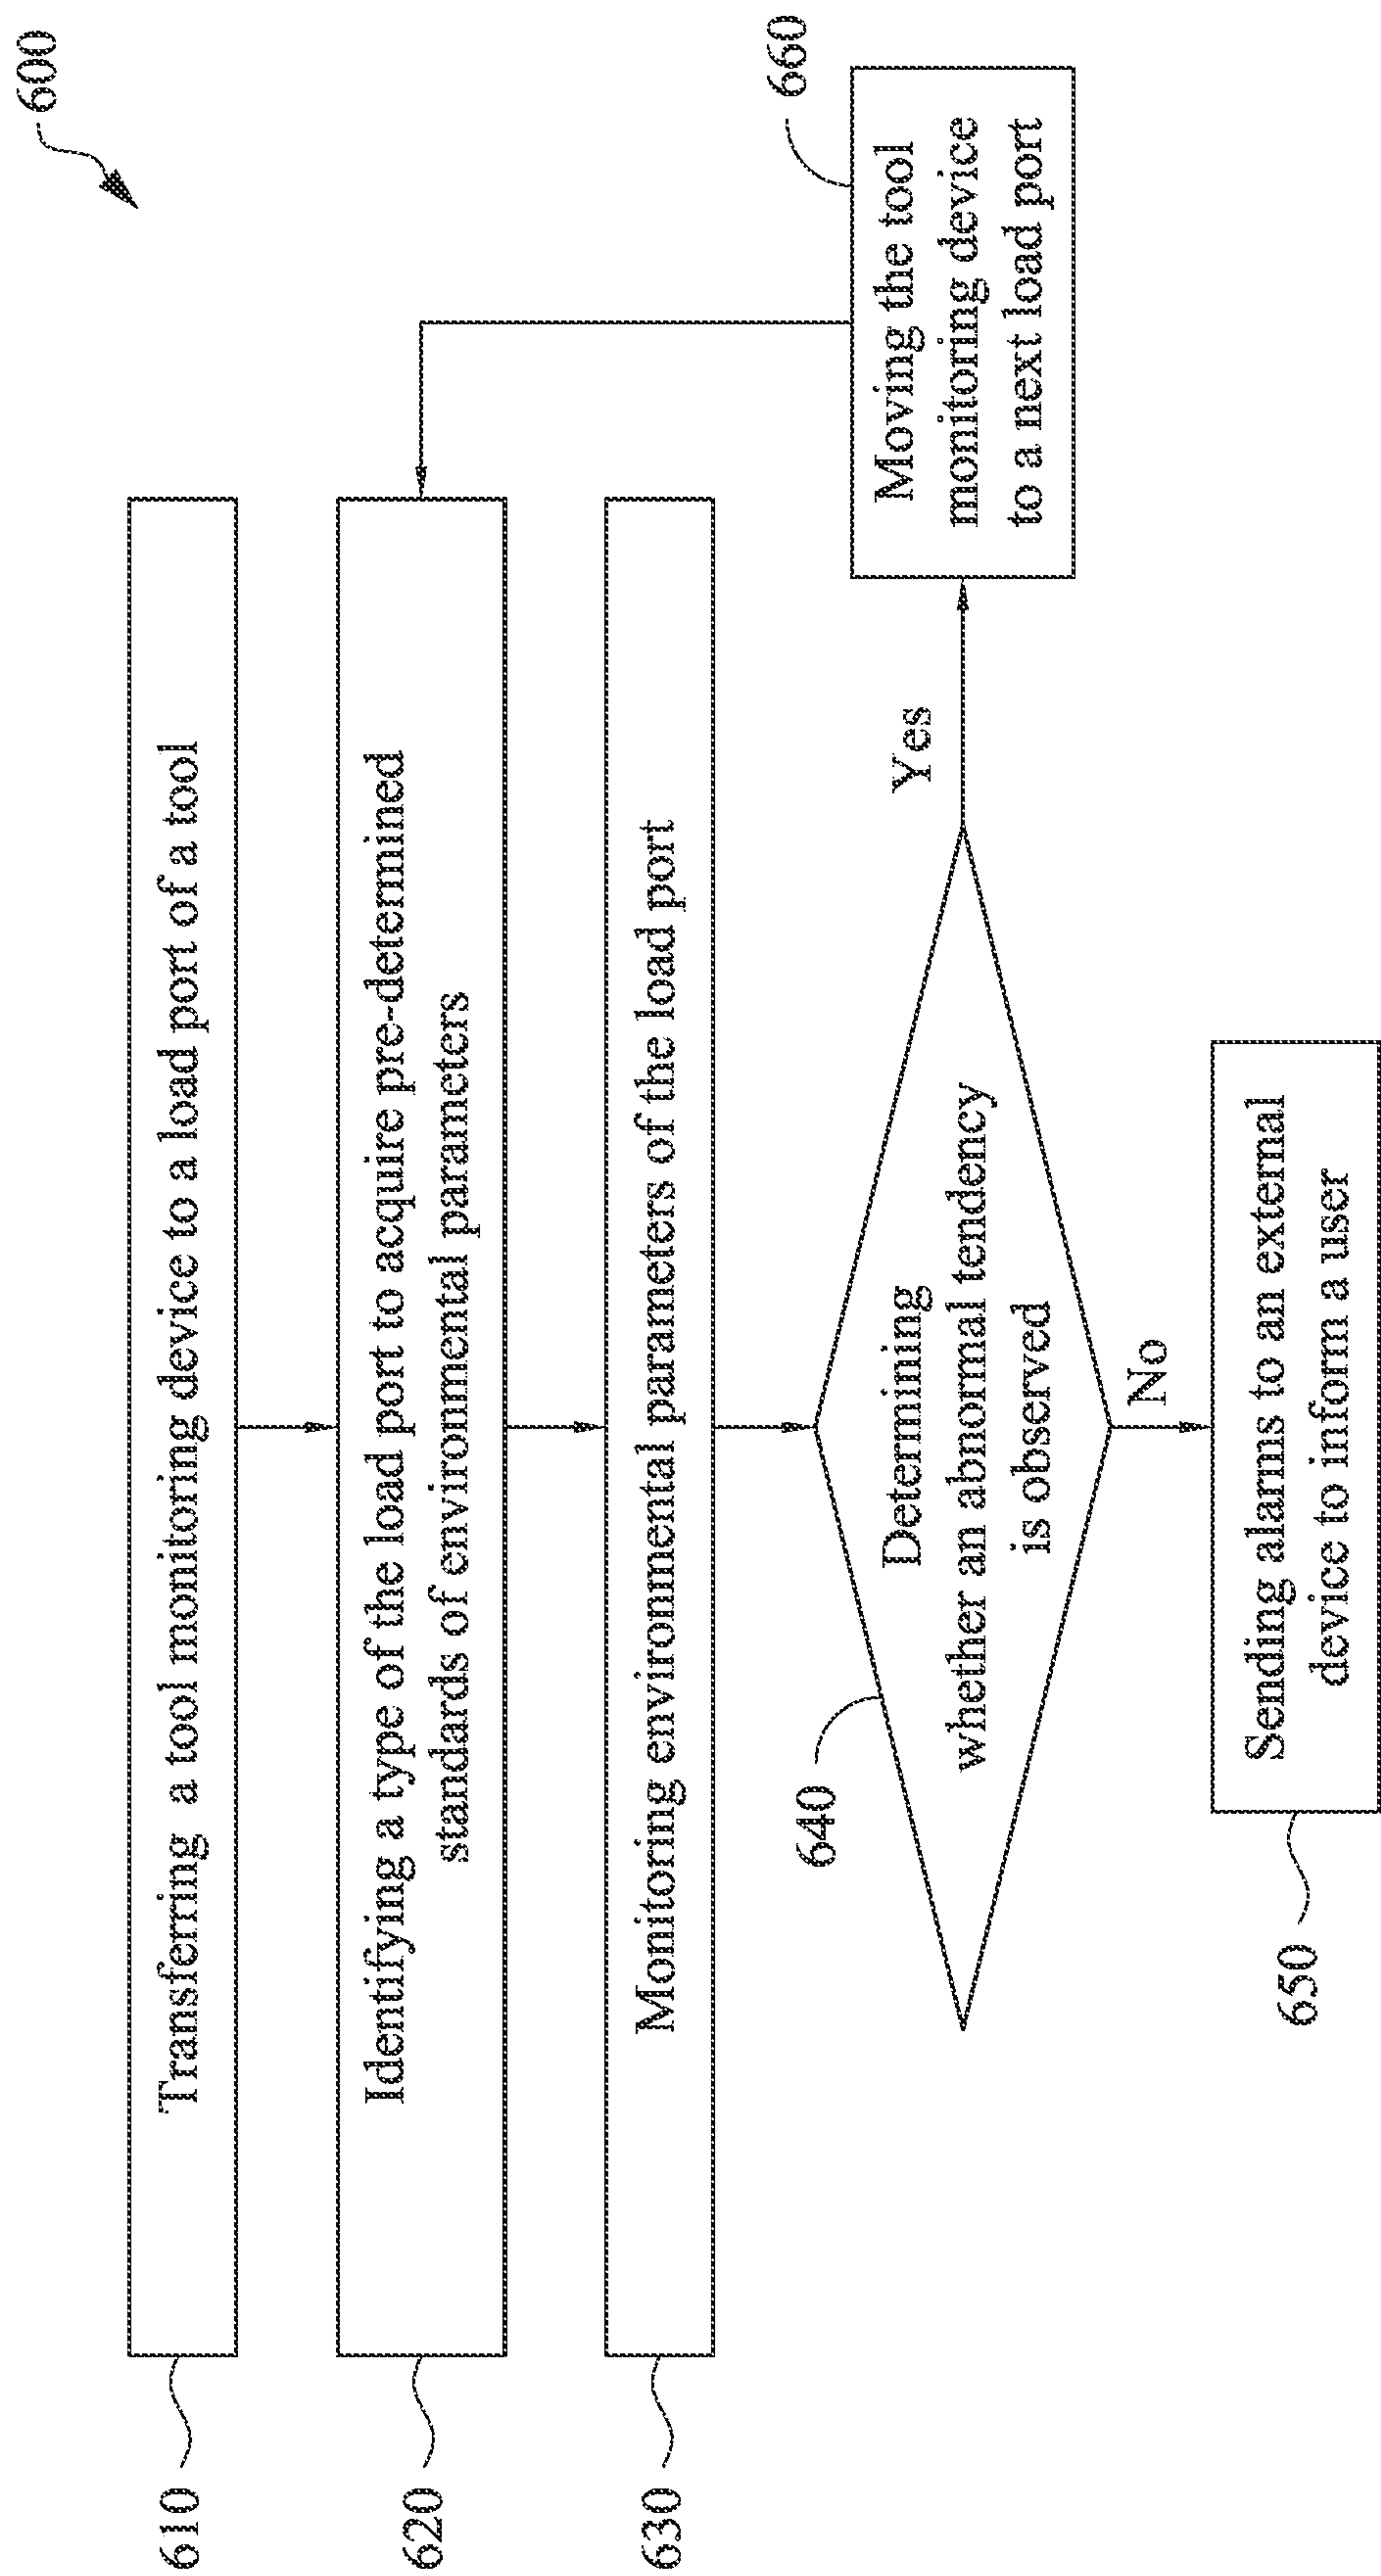 600
610
Transferring a tool monitoring device to a load port of a tool
620
Identifying a type of the load port to acquire pre-determined
standards of environmental parameters
630
Monitoring environmental parameters of the load port
640
Determining
whether an abnormal tendency
is observed
Yes
660
Moving the tool
monitoring device
to a next load port
No
650
Sending alarms to an external
device to inform a user